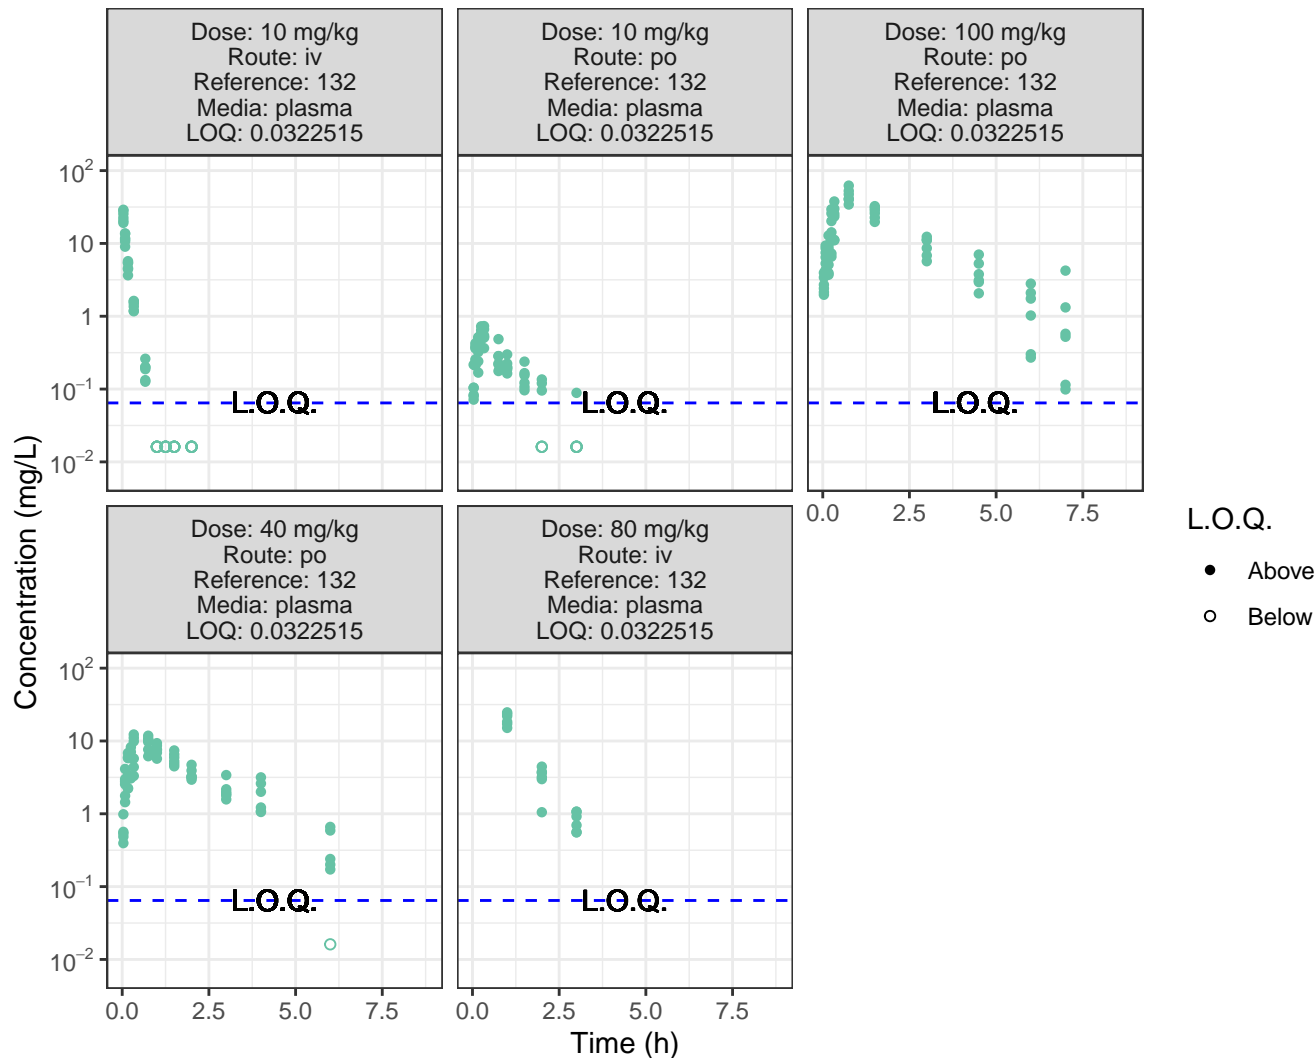 Dose: 10 mg/kg
Route: iv
Reference: 132
Media: plasma
LOQ: 0.0322515
Dose: 10 mg/kg
Route: po
Reference: 132
Media: plasma
LOQ: 0.0322515
Dose: 100 mg/kg
Route: po
Reference: 132
Media: plasma
LOQ: 0.0322515
10²
10
1
10⁻¹
10⁻²
L.O.Q.
L.O.Q.
L.O.Q.
0.0 2.5 5.0 7.5
Dose: 40 mg/kg
Route: po
Reference: 132
Media: plasma
LOQ: 0.0322515
Dose: 80 mg/kg
Route: iv
Reference: 132
Media: plasma
LOQ: 0.0322515
10²
10
1
10⁻¹
10⁻²
L.O.Q.
L.O.Q.
0.0 2.5 5.0 7.5
0.0 2.5 5.0 7.5
Time (h)
Concentration (mg/L)
L.O.Q.
Above
Below